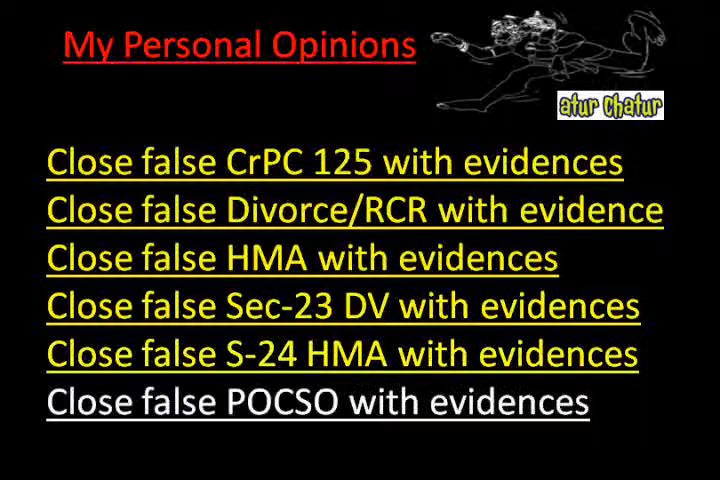 My Personal Opinions
atur Chatur
Close false CrPC 125 with evidences
Close false Divorce/RCR with evidence
Close false HMA with evidences
Close false Sec-23 DV with evidences
Close false S-24 HMA with evidences
Close false POCSO with evidences